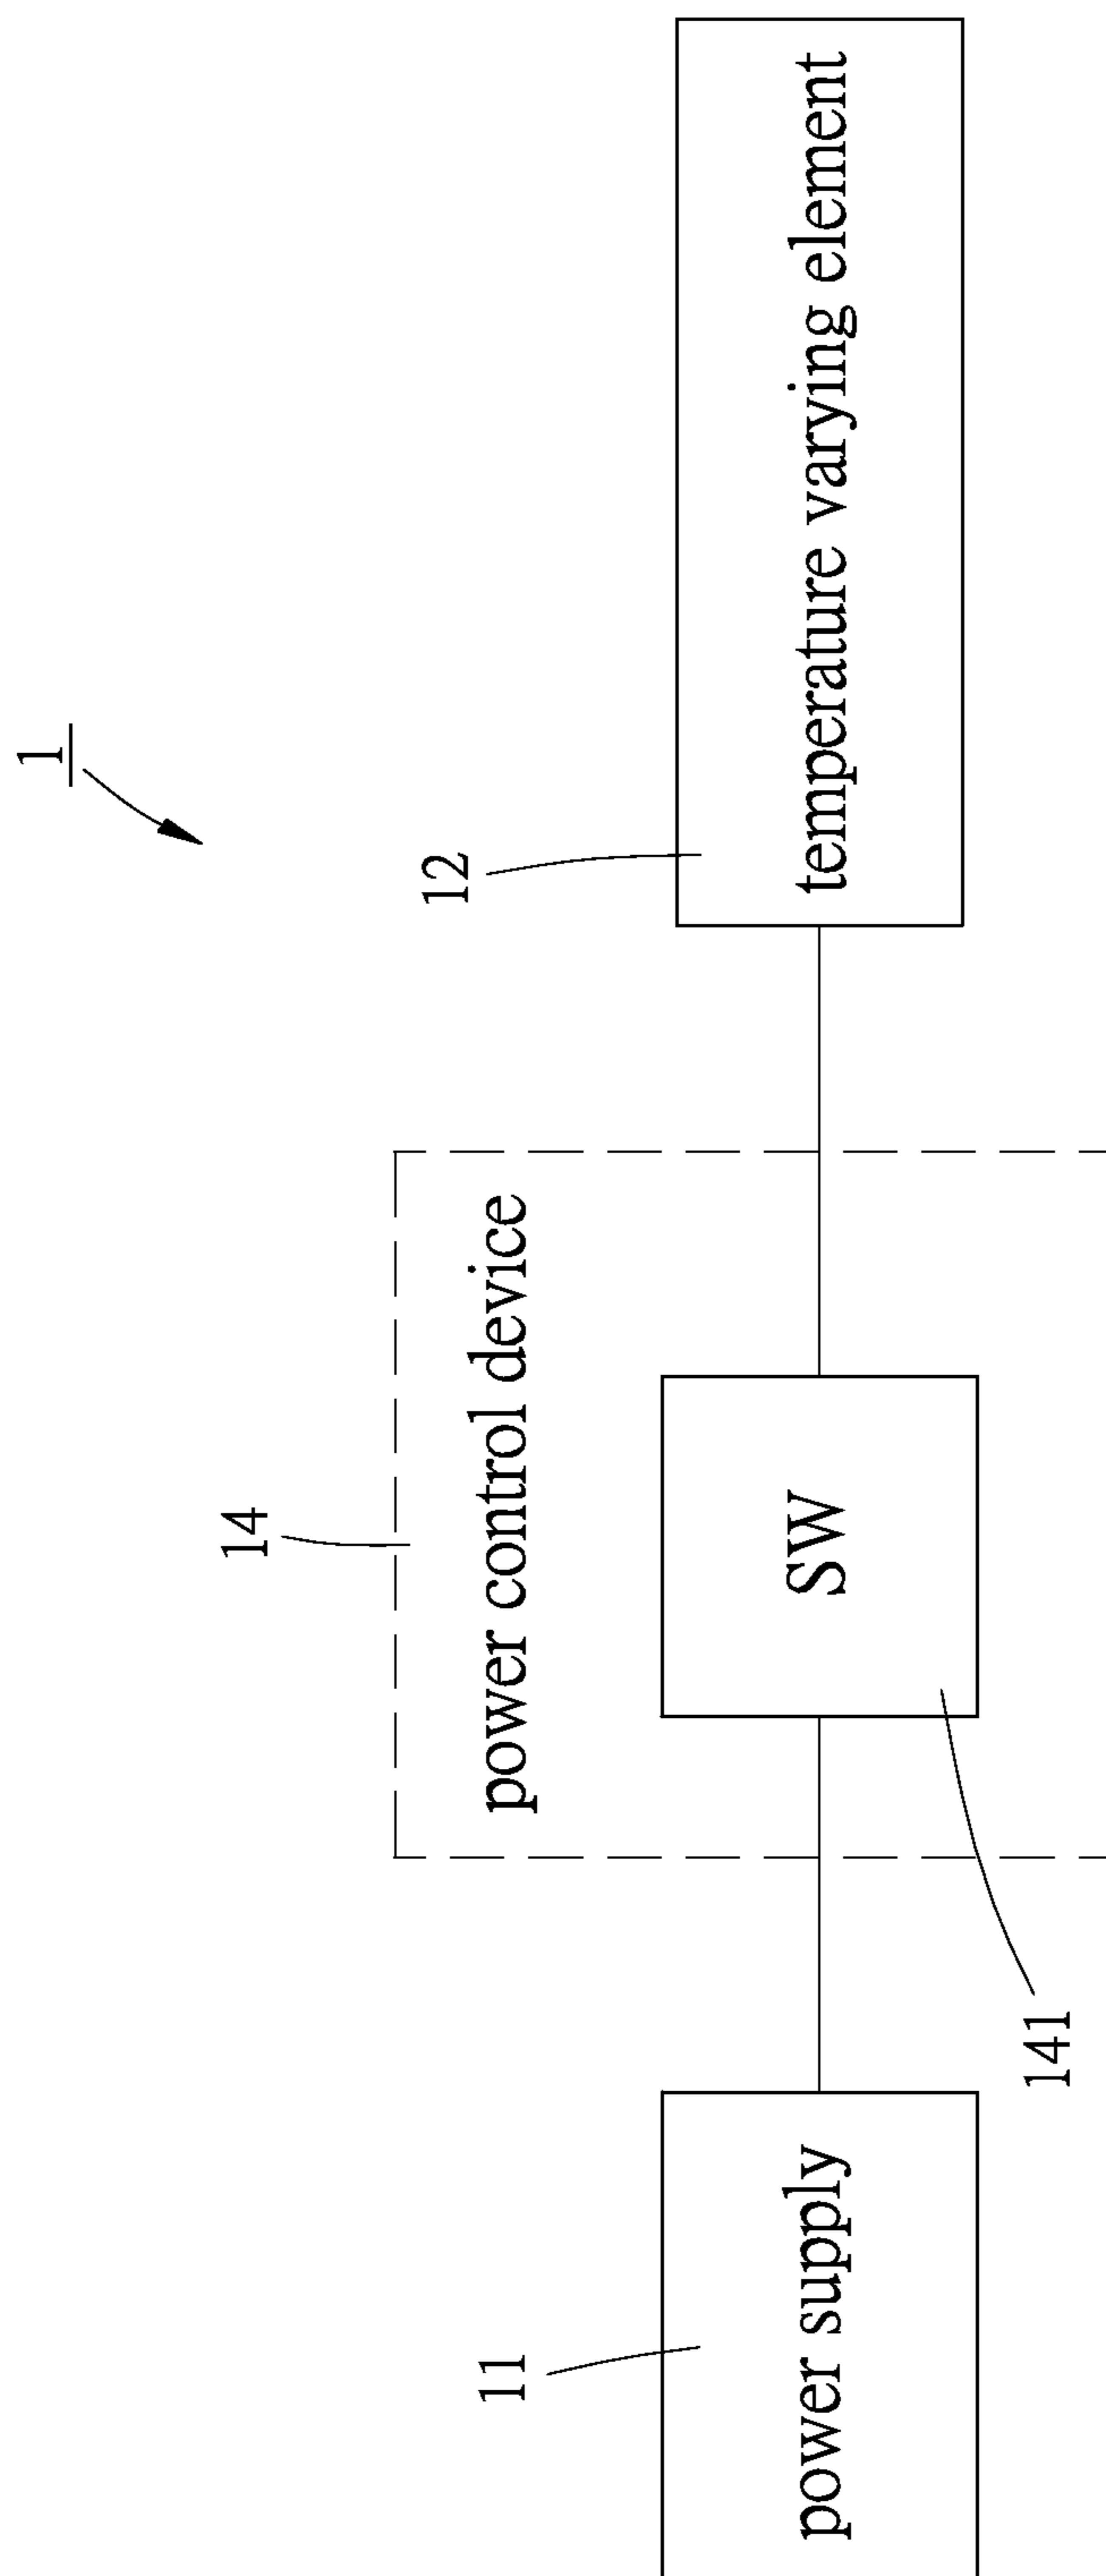 1
14
power control device
12
11
power supply
SW
temperature varying element
141